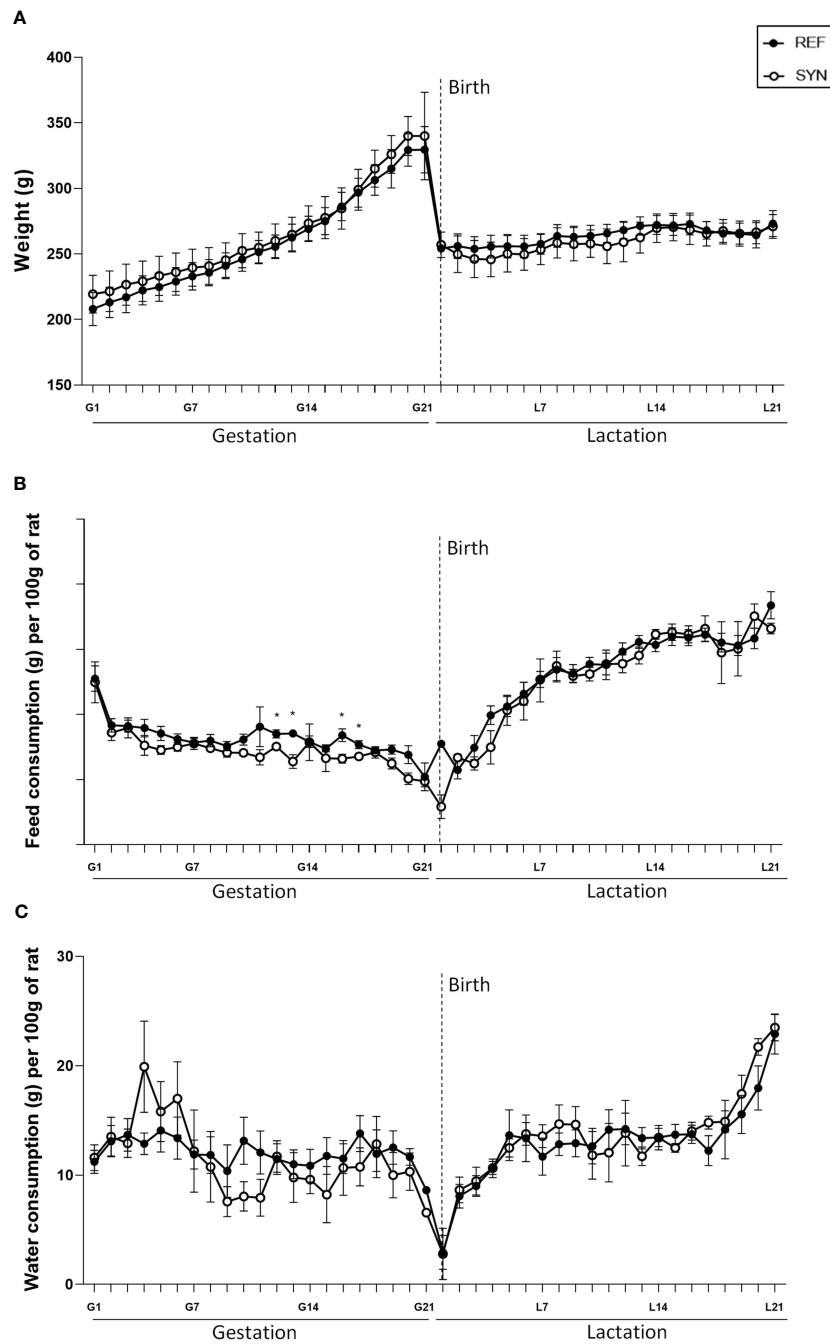 A
REF
SYN
Weight (g)
400
350
300
250
200
150
Birth
G1 G7 G14 G21 L7 L14 L21
Gestation Lactation
B
Feed consumption (g) per 100g of rat
Birth
* * * *
G1 G7 G14 G21 L7 L14 L21
Gestation Lactation
C
Water consumption (g) per 100g of rat
30
20
10
0
Birth
G1 G7 G14 G21 L7 L14 L21
Gestation Lactation